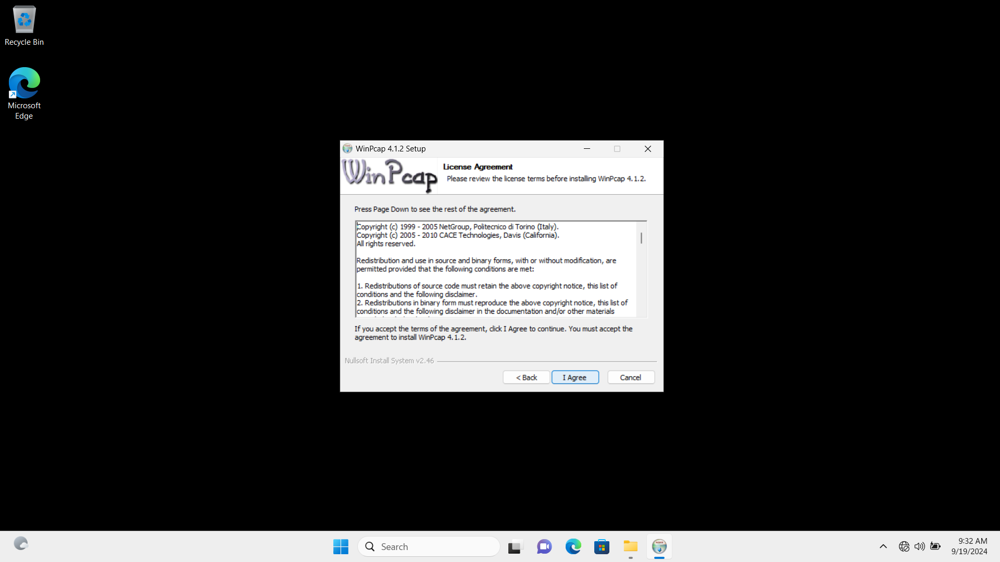 Recycle Bin
Microsoft
Edge
WinPcap 4.1.2 Setup
WinPcap
License Agreement
Please review the license terms before installing WinPcap 4.1.2.
Press Page Down to see the rest of the agreement.
Copyright (c) 1999 - 2005 NetGroup, Politecnico di Torino (Italy).
Copyright (c) 2005 - 2010 CACE Technologies, Davis (California).
All rights reserved.
Redistribution and use in source and binary forms, with or without modification, are
permitted provided that the following conditions are met:
1. Redistributions of source code must retain the above copyright notice, this list of
conditions and the following disclaimer.
2. Redistributions in binary form must reproduce the above copyright notice, this list of
conditions and the following disclaimer in the documentation and/or other materials
If you accept the terms of the agreement, click I Agree to continue. You must accept the
agreement to install WinPcap 4.1.2.
Nullsoft Install System v2.46
< Back
I Agree
Cancel
Search
9:32 AM
9/19/2024